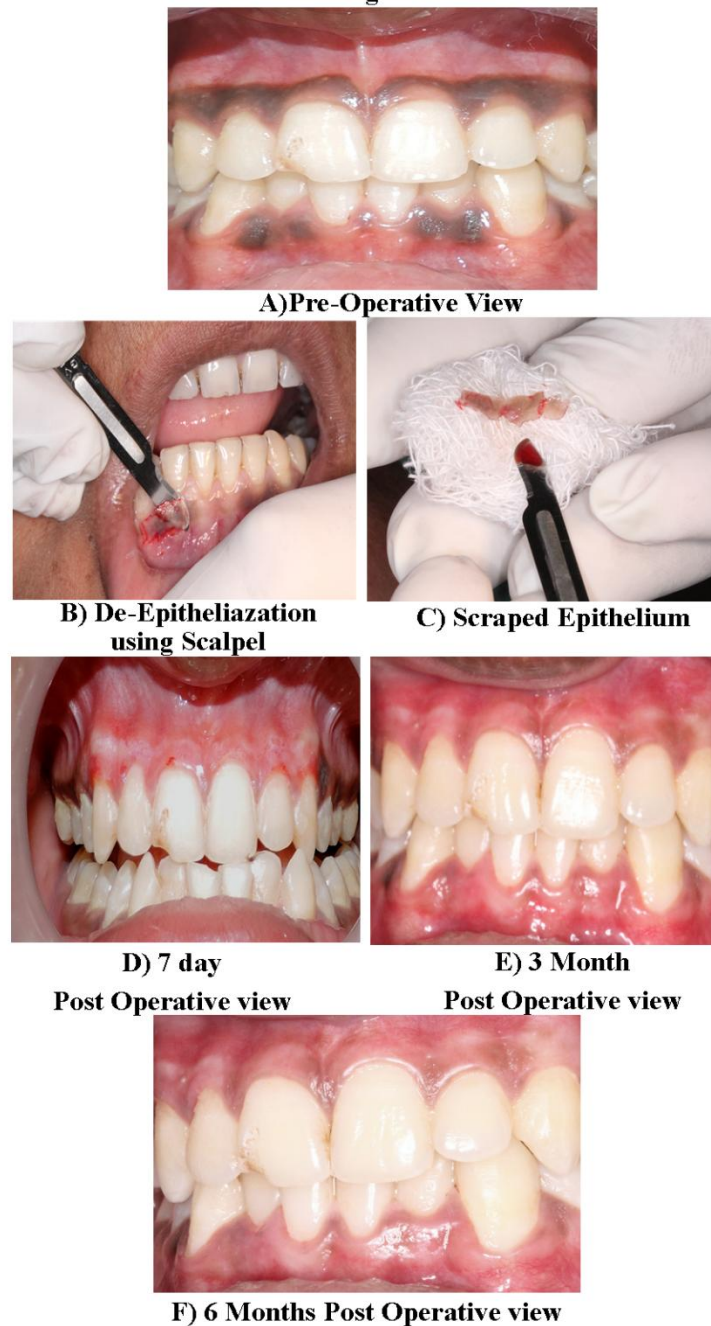 A)Pre-Operative View
B) De-Epitheliazation
using Scalpel
C) Scraped Epithelium
D) 7 day
Post Operative view
E) 3 Month
Post Operative view
F) 6 Months Post Operative view